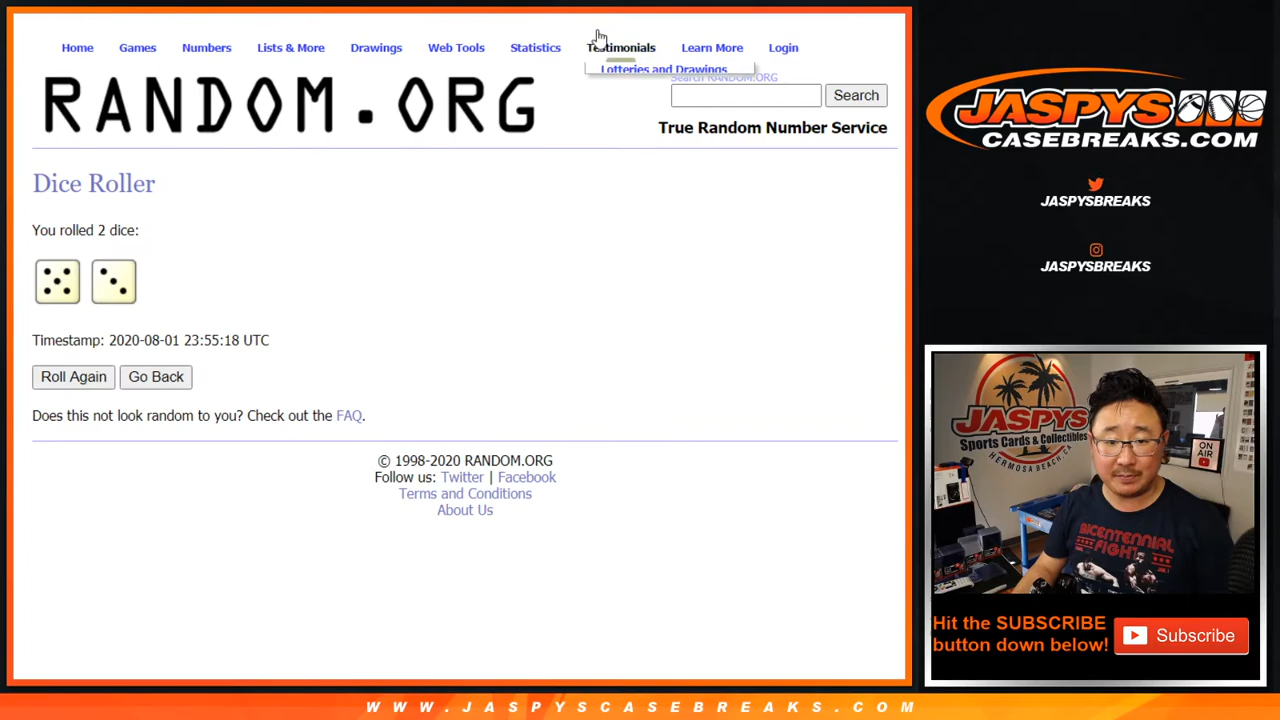 Home Games Numbers Lists & More Drawings Web Tools Statistics Testimonials Learn More Login
Lotteries and Drawings
Search RANDOM.ORG
RANDOM.ORG
Search
True Random Number Service
Dice Roller
You rolled 2 dice:
Timestamp: 2020-08-01 23:55:18 UTC
Roll Again Go Back
Does this not look random to you? Check out the FAQ.
© 1998-2020 RANDOM.ORG
Follow us: Twitter | Facebook
Terms and Conditions
About Us
JASPYS
CASEBREAKS.COM
JASPYSBREAKS
JASPYSBREAKS
JASPYS
Sports Cards & Collectibles
HERMOSA BEACH, CA
ON
AIR
BICENTENNIAL
FIGHT
Hit the SUBSCRIBE
button down below!
Subscribe
WWW.JASPYSCASEBREAKS.COM